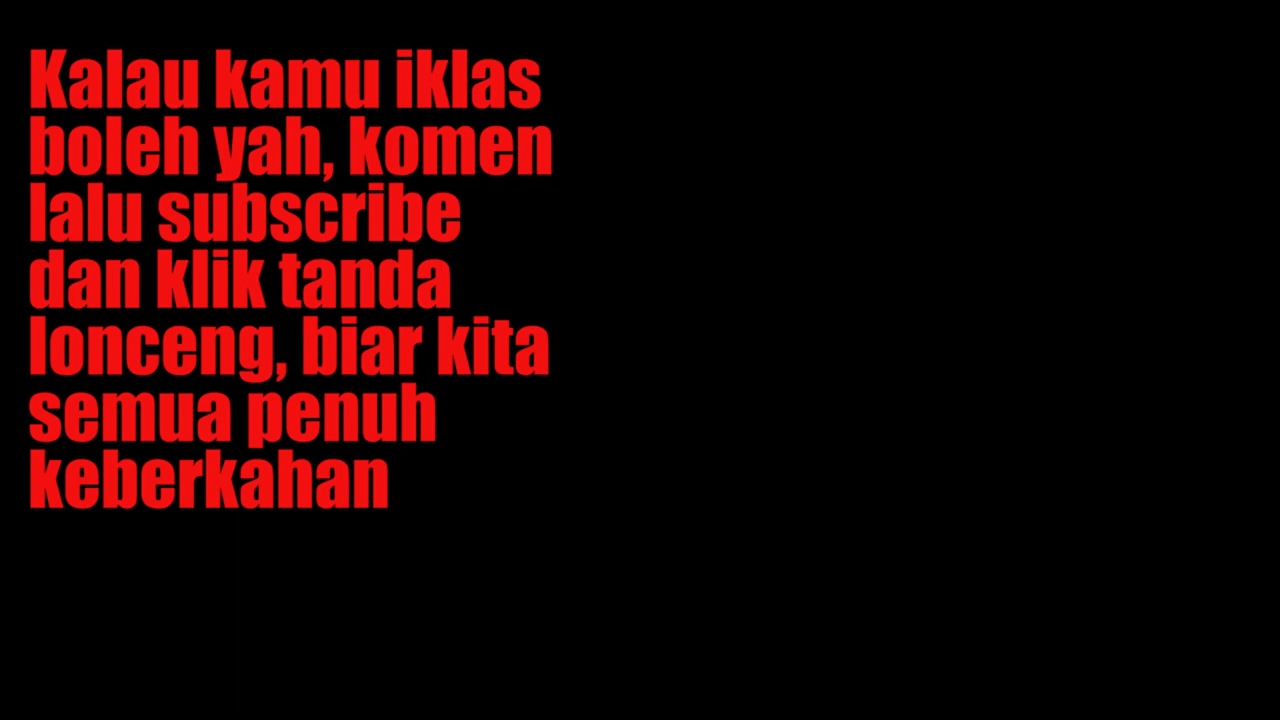 Kalau kamu iklas
boleh yah, komen
lalu subscribe
dan klik tanda
lonceng, biar kita
semua penuh
keberkahan